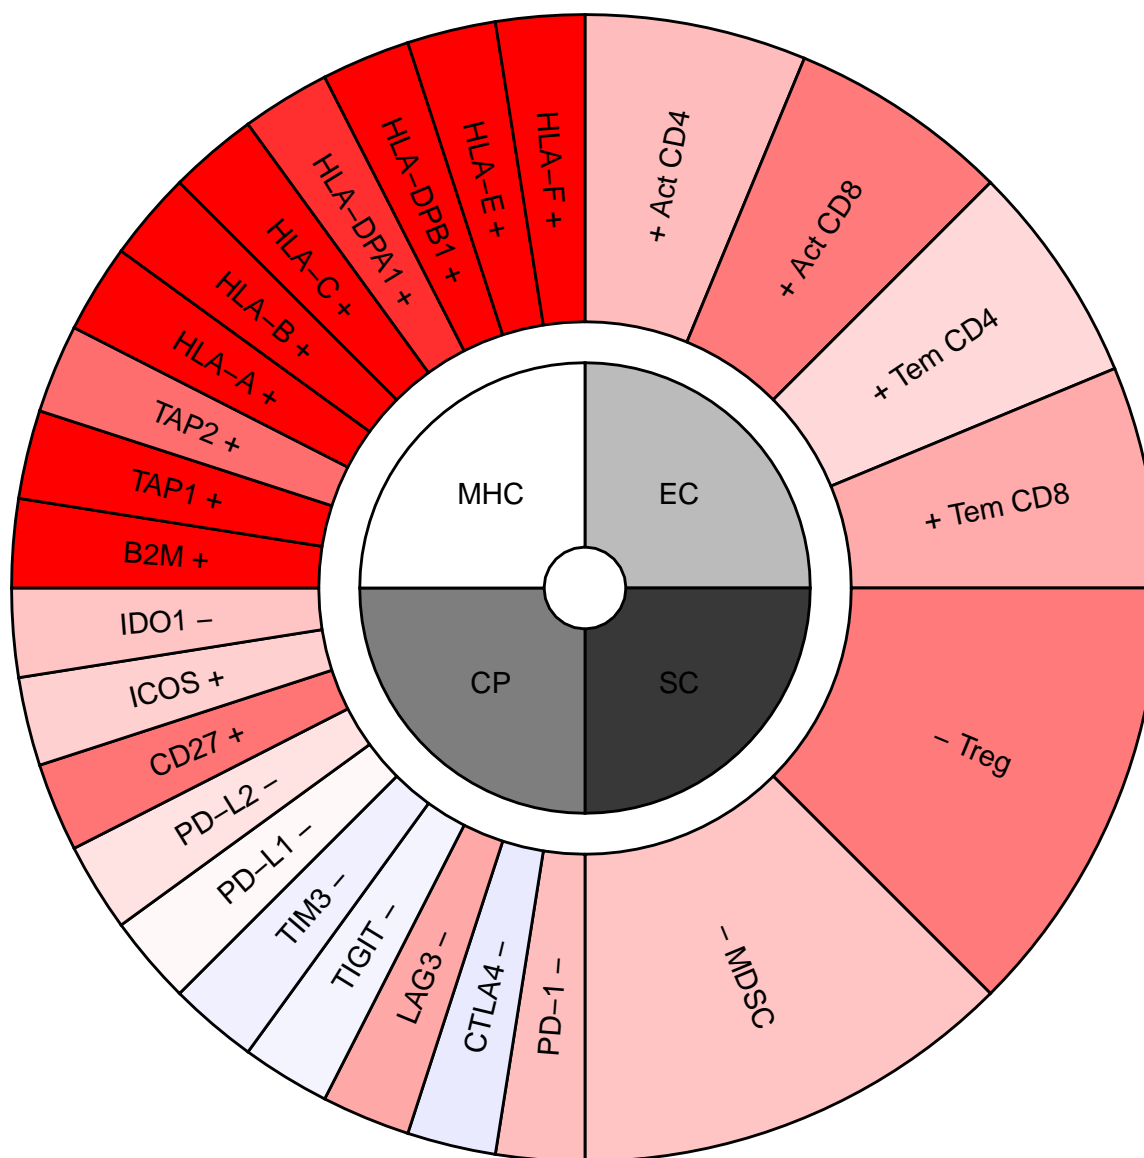 HLA–F +
HLA–E +
HLA–DPB1 +
HLA–DPA1 +
HLA–C +
HLA–B +
HLA–A +
TAP2 +
TAP1 +
B2M +
IDO1 –
ICOS +
CD27 +
PD–L2 –
PD–L1 –
TIM3 –
TIGIT –
LAG3 –
CTLA4 –
PD–1 –
– MDSC
– Treg
+ Tem CD8
+ Tem CD4
+ Act CD8
+ Act CD4
MHC
EC
CP
SC